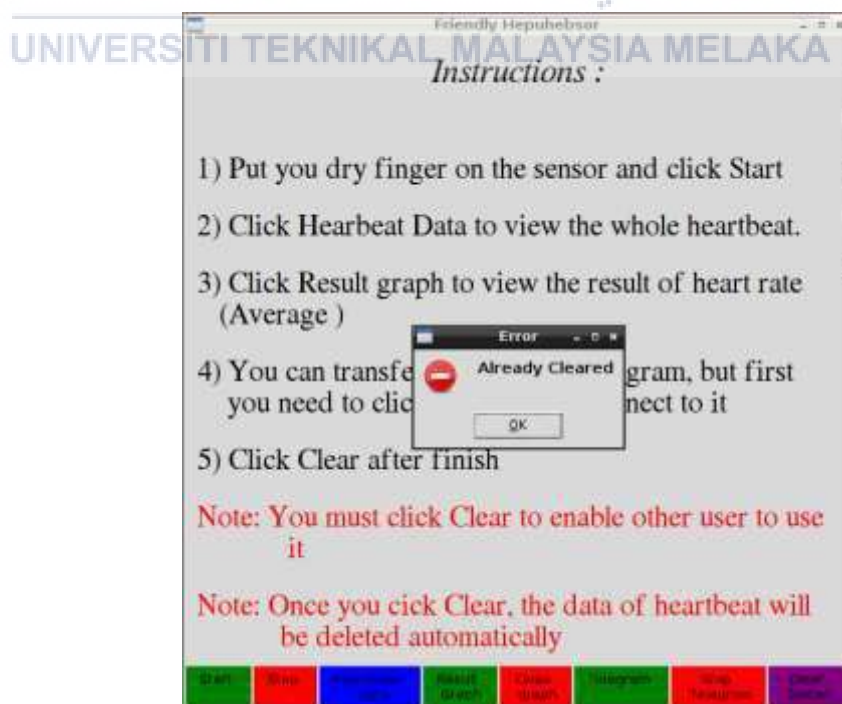 Friendly Hepuhebsor
UNIVERSITI TEKNIKAL MALAYSIA MELAKA
Instructions :
1) Put you dry finger on the sensor and click Start
2) Click Hearbeat Data to view the whole heartbeat.
3) Click Result graph to view the result of heart rate
(Average )
Error
4) You can transfe
Already Cleared
gram, but first
you need to clic
nect to it
OK
5) Click Clear after finish
Note: You must click Clear to enable other user to use
it
Note: Once you cick Clear, the data of heartbeat will
be deleted automatically
Start Stop Result Telegram Stop
Graph